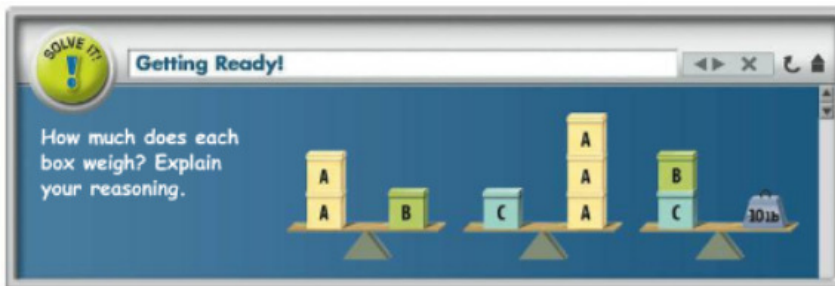 SOLVE IT!
Getting Ready!
How much does each
box weigh? Explain
your reasoning.
A
A
B
C
A
A
A
B
C
10 lb